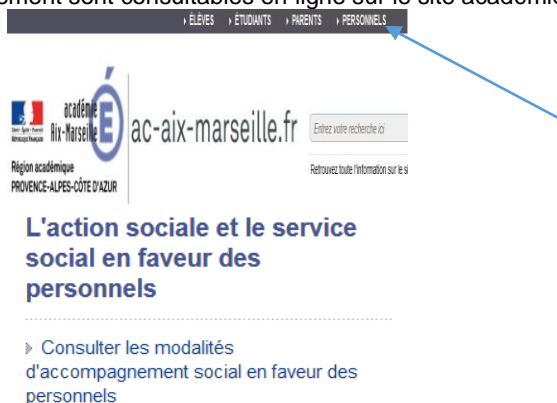 ement sont consultables en ligne sur le site académi
› ÉLÈVES › ÉTUDIANTS › PARENTS › PERSONNELS
académie
Aix-Marseille
ac-aix-marseille.fr
Entrez votre recherche ici
Région académique
PROVENCE-ALPES-CÔTE D'AZUR
Retrouvez toute l'information sur le si
L'action sociale et le service
social en faveur des
personnels
Consulter les modalités
d'accompagnement social en faveur des
personnels